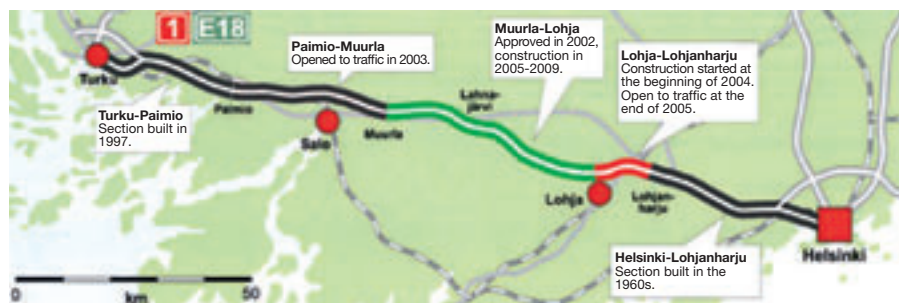 1 E18
Paimio-Muurla
Opened to traffic in 2003.
Muurla-Lohja
Approved in 2002,
construction in
2005-2009.
Lohja-Lohjanharju
Construction started at
the beginning of 2004.
Open to traffic at the
end of 2005.
Turku
Turku-Paimio
Section built in
1997.
Paimio
Salo
Muurla
Lahna-
järvi
Lohja
Lohjan-
harju
Helsinki
Helsinki-Lohjanharju
Section built in the
1960s.
0
km
50